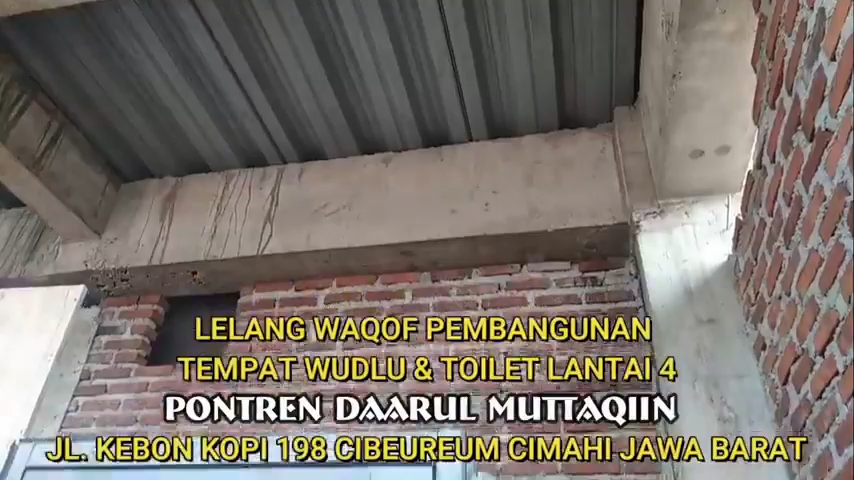 LELANG WAQOF PEMBANGUNAN
TEMPAT WUDLU & TOILET LANTAI 4
PONTREN DAARUL MUTTAQIIN
JL. KEBON KOPI 198 CIBEUREUM CIMAHI JAWA BARAT